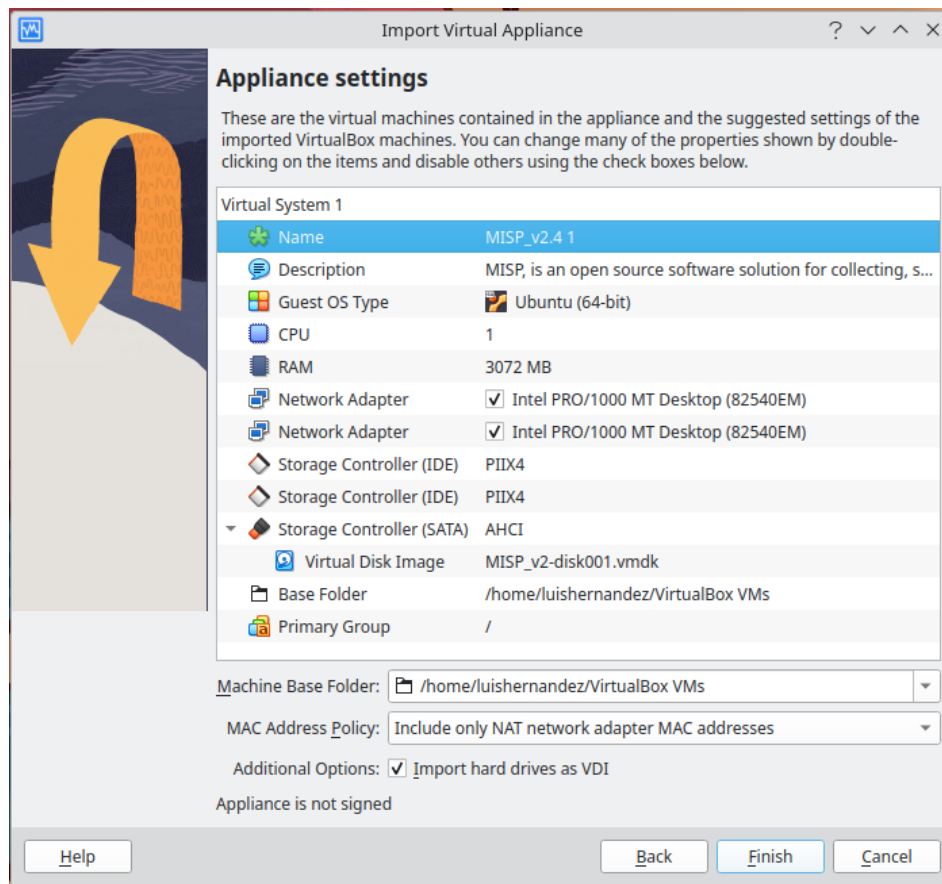 Import Virtual Appliance
Appliance settings
These are the virtual machines contained in the appliance and the suggested settings of the
imported VirtualBox machines. You can change many of the properties shown by double-
clicking on the items and disable others using the check boxes below.
Virtual System 1
Name MISP_v2.4 1
Description MISP, is an open source software solution for collecting, s...
Guest OS Type Ubuntu (64-bit)
CPU 1
RAM 3072 MB
Network Adapter Intel PRO/1000 MT Desktop (82540EM)
Network Adapter Intel PRO/1000 MT Desktop (82540EM)
Storage Controller (IDE) PIIX4
Storage Controller (IDE) PIIX4
Storage Controller (SATA) AHCI
Virtual Disk Image MISP_v2-disk001.vmdk
Base Folder /home/luishernandez/VirtualBox VMs
Primary Group /
Machine Base Folder: /home/luishernandez/VirtualBox VMs
MAC Address Policy: Include only NAT network adapter MAC addresses
Additional Options: Import hard drives as VDI
Appliance is not signed
Help Back Finish Cancel